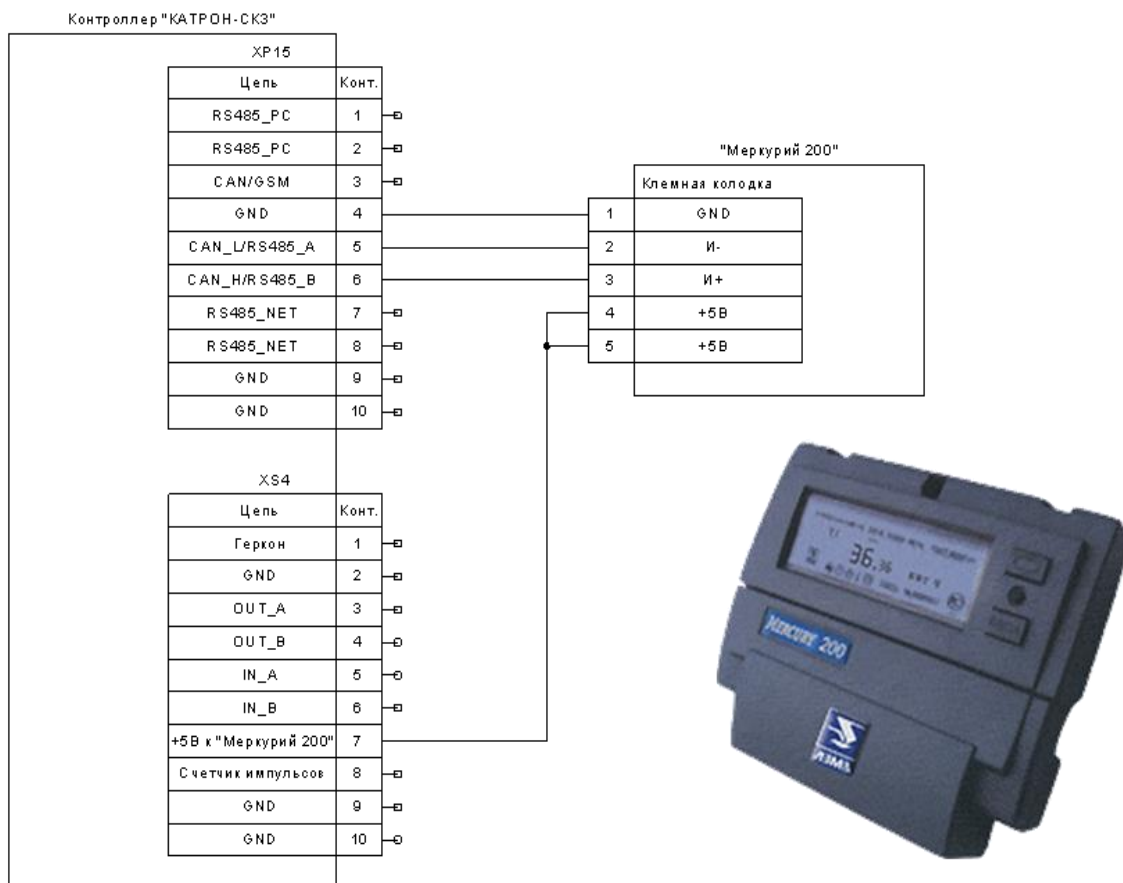 Контроллер "КАТРОН-СКЗ"
XP15
Цепь Конт.
RS485_PC 1
RS485_PC 2
CAN/GSM 3
GND 4
CAN_L/RS485_A 5
CAN_H/RS485_B 6
RS485_NET 7
RS485_NET 8
GND 9
GND 10
"Меркурий 200"
Клемная колодка
1 GND
2 И-
3 И+
4 +5В
5 +5В
XS4
Цепь Конт.
Геркон 1
GND 2
OUT_A 3
OUT_B 4
IN_A 5
IN_B 6
+5В к "Меркурий 200" 7
Счетчик импульсов 8
GND 9
GND 10
36,36
MERCURY 200